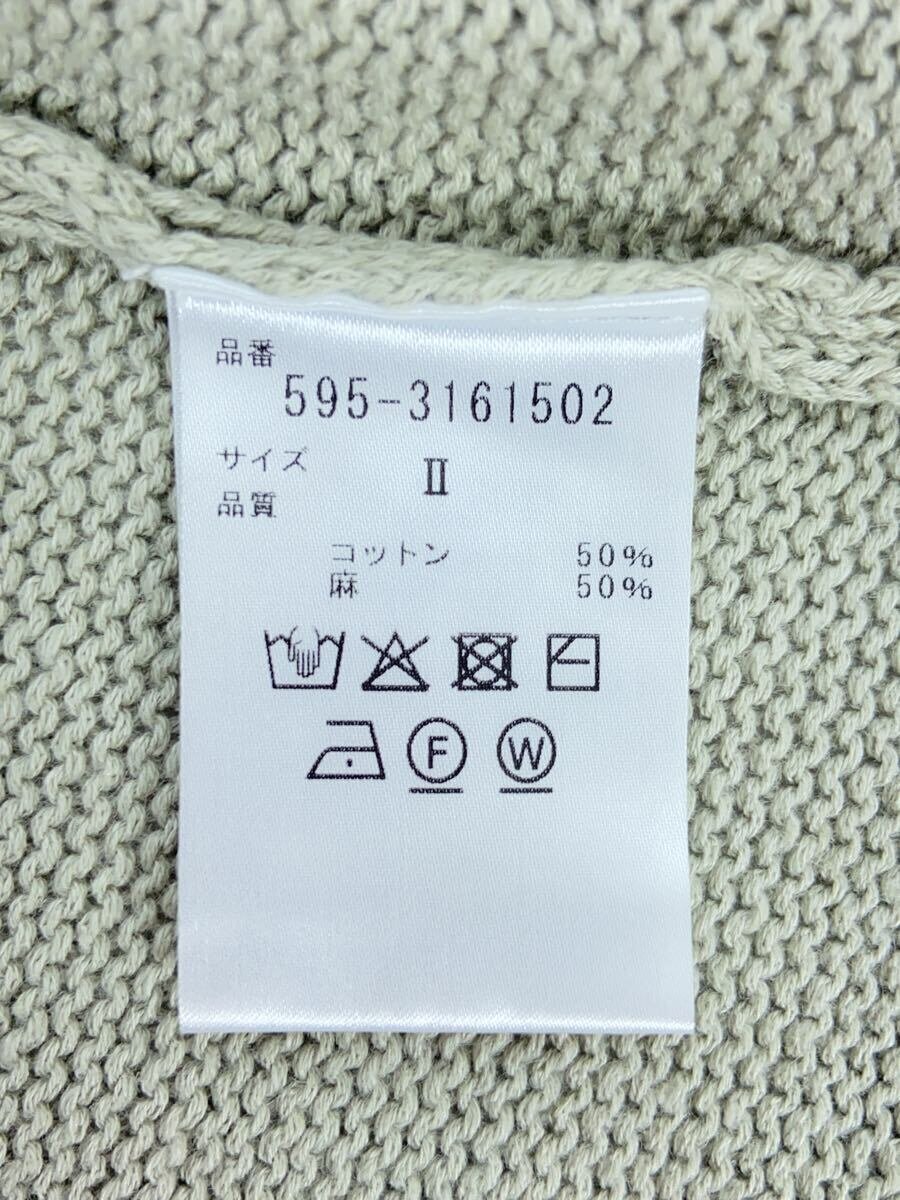 品番
595-3161502
サイズ Ⅱ
品質
コットン 50%
麻 50%
F W